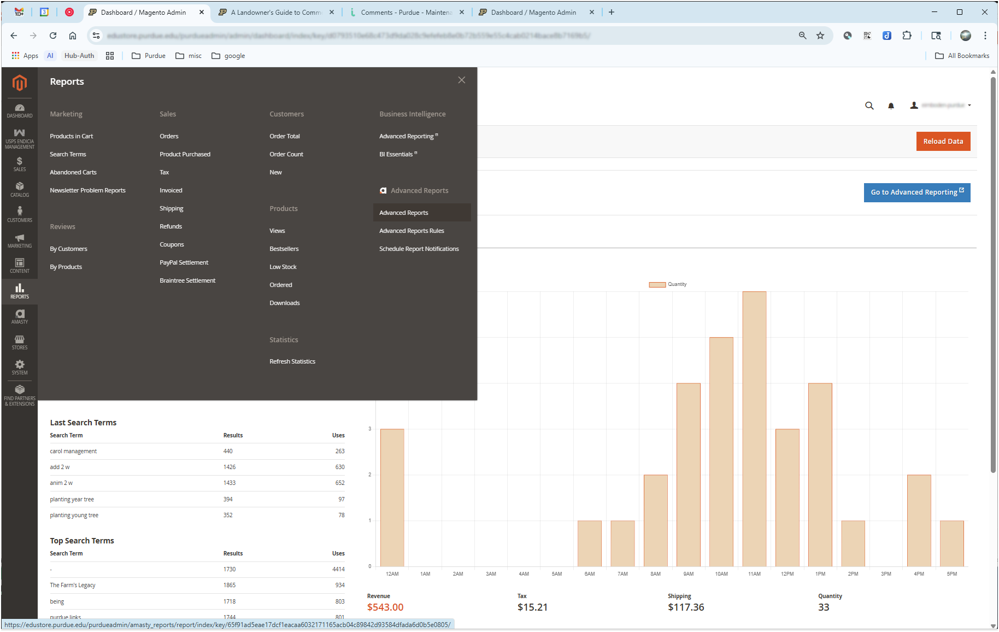 100+
3
Dashboard / Magento Admin
A Landowner's Guide to Comm
Comments - Purdue - Maintena
Dashboard / Magento Admin
Apps
AI
Hub-Auth
Purdue
misc
google
All Bookmarks
DASHBOARD
USPS ENDICIA
MANAGEMENT
SALES
CATALOG
CUSTOMERS
MARKETING
CONTENT
REPORTS
AMASTY
STORES
SYSTEM
FIND PARTNERS
& EXTENSIONS
Reports
Marketing
Products in Cart
Search Terms
Abandoned Carts
Newsletter Problem Reports
Reviews
By Customers
By Products
Sales
Orders
Product Purchased
Tax
Invoiced
Shipping
Refunds
Coupons
PayPal Settlement
Braintree Settlement
Customers
Order Total
Order Count
New
Products
Views
Bestsellers
Low Stock
Ordered
Downloads
Statistics
Refresh Statistics
Business Intelligence
Advanced Reporting
BI Essentials
Advanced Reports
Advanced Reports
Advanced Reports Rules
Schedule Report Notifications
Reload Data
Go to Advanced Reporting
Last Search Terms
Search Term Results Uses
carol management 440 263
add 2 w 1426 630
anim 2 w 1433 652
planting year tree 394 97
planting young tree 352 78
Top Search Terms
Search Term Results Uses
- 1730 4414
The Farm's Legacy 1865 934
being 1718 803
purdue links 1744 801
Quantity
3
2
1
0
12AM 1AM 2AM 3AM 4AM 5AM 6AM 7AM 8AM 9AM 10AM 11AM 12PM 1PM 2PM 3PM 4PM 5PM
Revenue Tax Shipping Quantity
$543.00 $15.21 $117.36 33
https://edustore.purdue.edu/purdueadmin/amasty_reports/report/index/key/65f91ad5eae17dcf1eacaa6032171165acb04c89842d93584dfada6d0b5e0805/